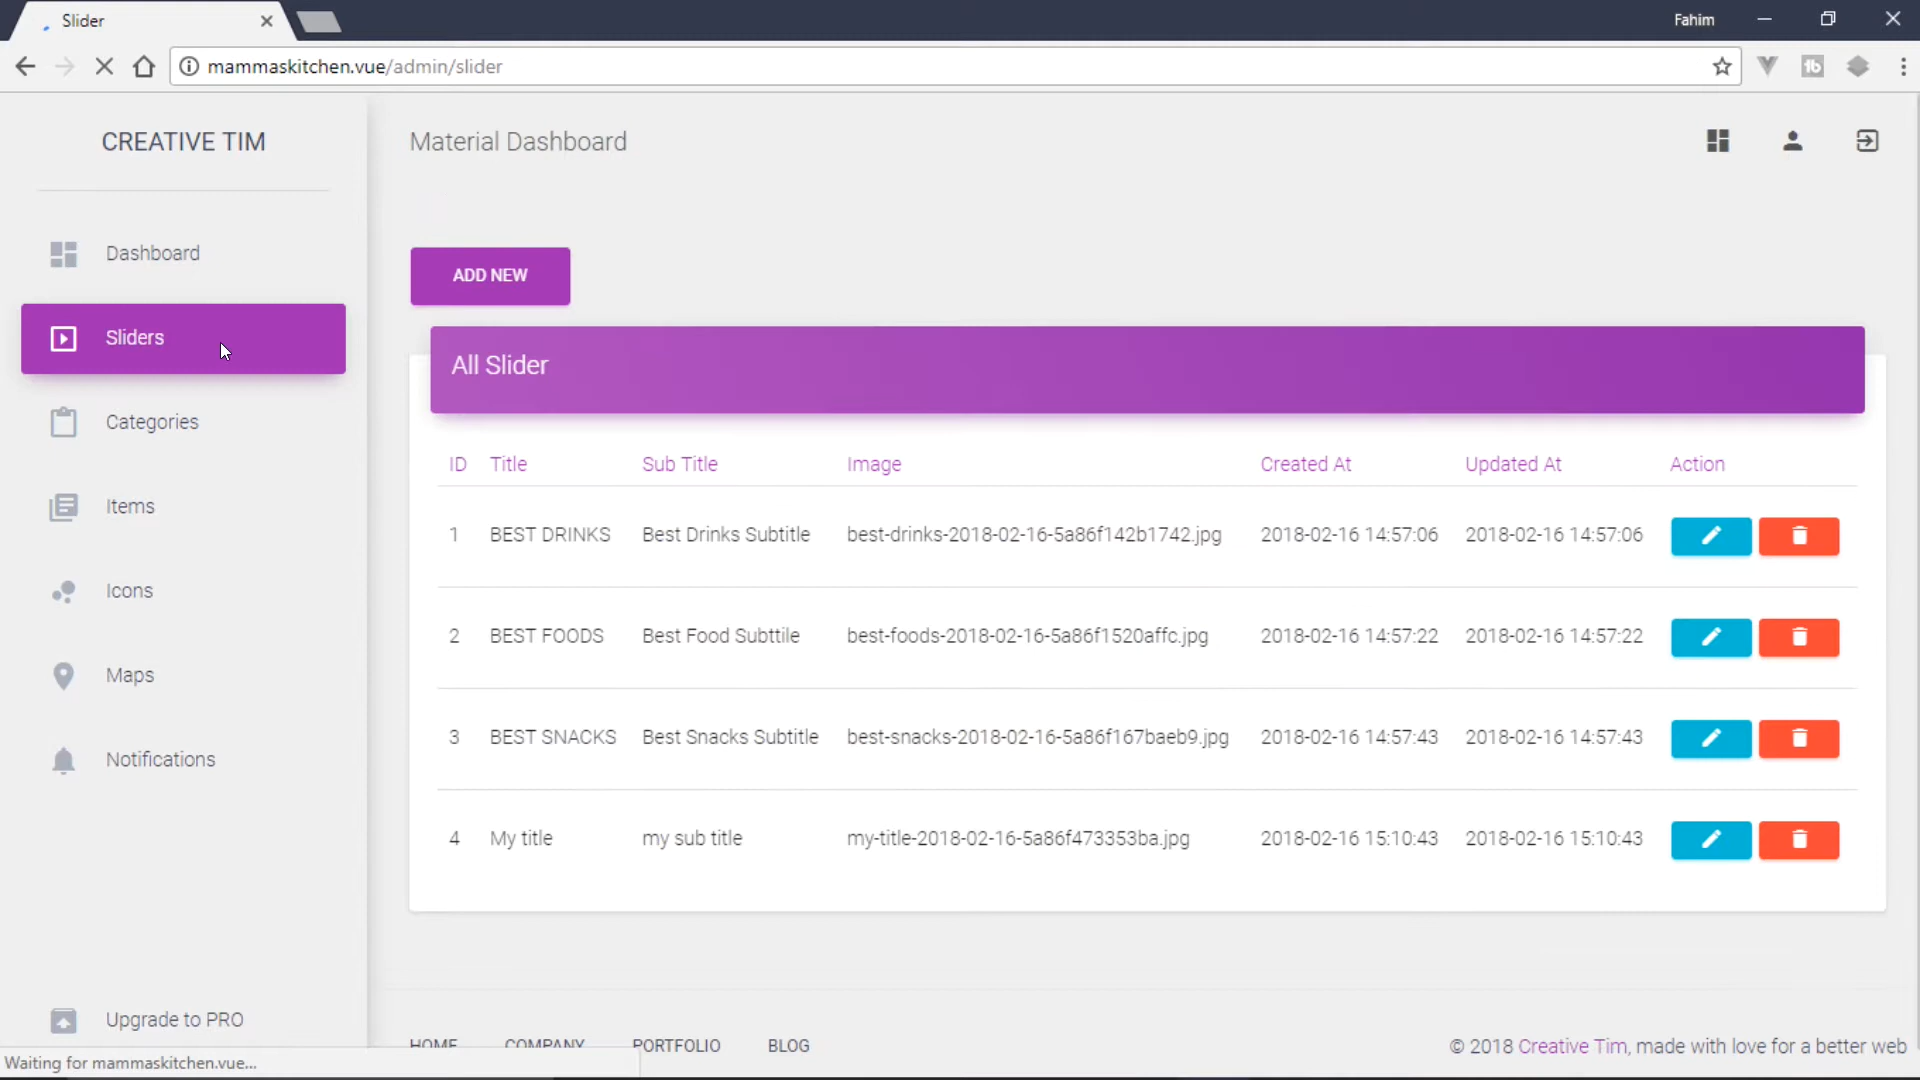 Slider
Fahim
mammaskitchen.vue/admin/slider
CREATIVE TIM
Material Dashboard
Dashboard
ADD NEW
Sliders
All Slider
Categories
ID Title Sub Title Image Created At Updated At Action
Items
1 BEST DRINKS Best Drinks Subtitle best-drinks-2018-02-16-5a86f142b1742.jpg 2018-02-16 14:57:06 2018-02-16 14:57:06
Icons
2 BEST FOODS Best Food Subttile best-foods-2018-02-16-5a86f1520affc.jpg 2018-02-16 14:57:22 2018-02-16 14:57:22
Maps
3 BEST SNACKS Best Snacks Subtitle best-snacks-2018-02-16-5a86f167baeb9.jpg 2018-02-16 14:57:43 2018-02-16 14:57:43
Notifications
4 My title my sub title my-title-2018-02-16-5a86f473353ba.jpg 2018-02-16 15:10:43 2018-02-16 15:10:43
Upgrade to PRO
HOME COMPANY PORTFOLIO BLOG © 2018 Creative Tim, made with love for a better web
Waiting for mammaskitchen.vue...